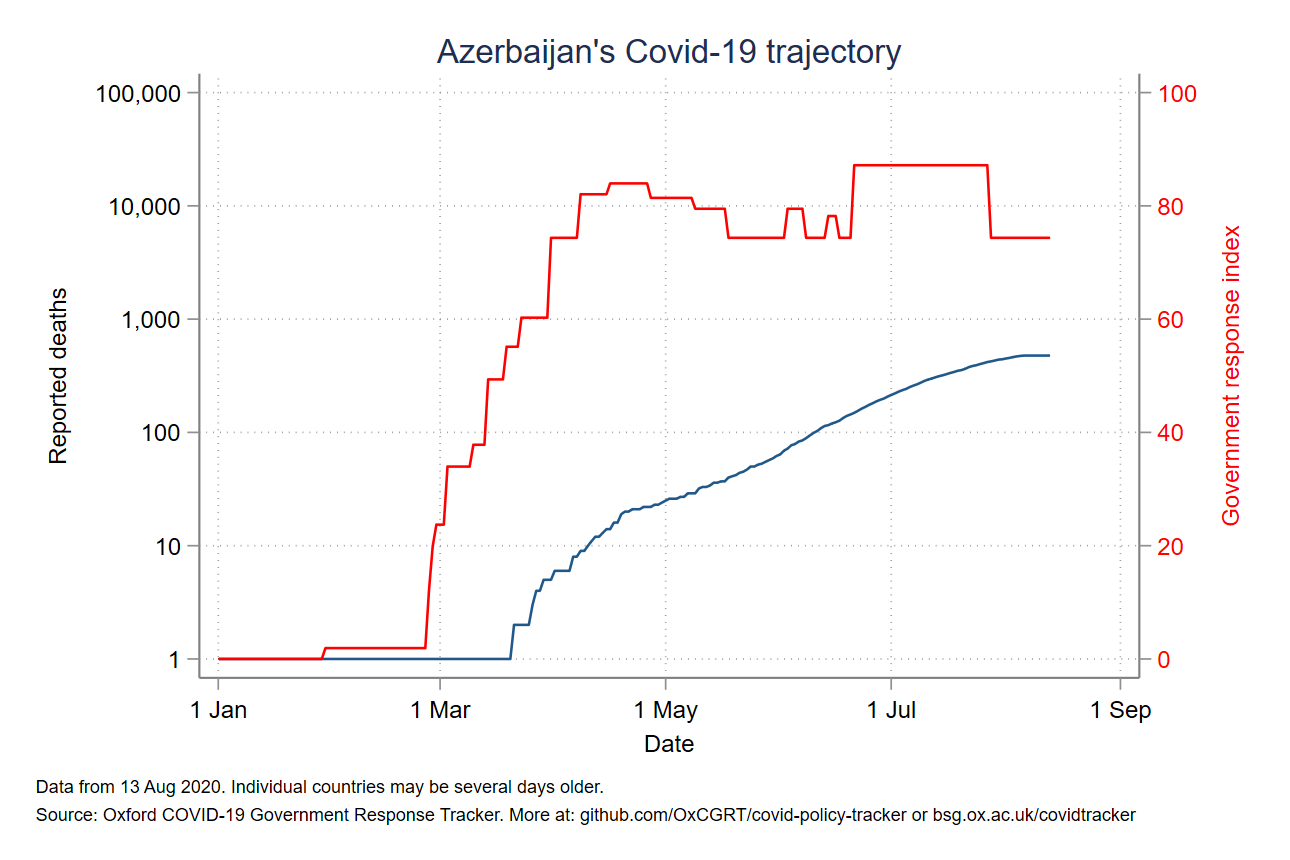 Azerbaijan's Covid-19 trajectory
100,000
10,000
1,000
100
10
1
Reported deaths
100
80
60
40
20
0
Government response index
1 Jan
1 Mar
1 May
1 Jul
1 Sep
Date
Data from 13 Aug 2020. Individual countries may be several days older.
Source: Oxford COVID-19 Government Response Tracker. More at: github.com/OxCGRT/covid-policy-tracker or bsg.ox.ac.uk/covidtracker